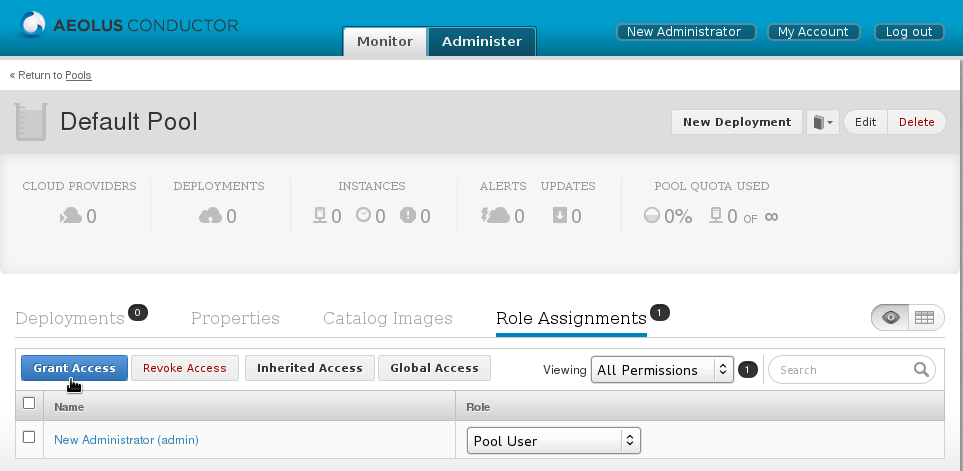 AEOLUS CONDUCTOR
Monitor Administer
New Administrator My Account Log out
« Return to Pools
Default Pool
New Deployment Edit Delete
CLOUD PROVIDERS DEPLOYMENTS INSTANCES ALERTS UPDATES POOL QUOTA USED
0 0 0 0 0 0 0 0% 0 OF ∞
Deployments 0 Properties Catalog Images Role Assignments 1
Grant Access Revoke Access Inherited Access Global Access Viewing All Permissions 1 Search
Name Role
New Administrator (admin) Pool User